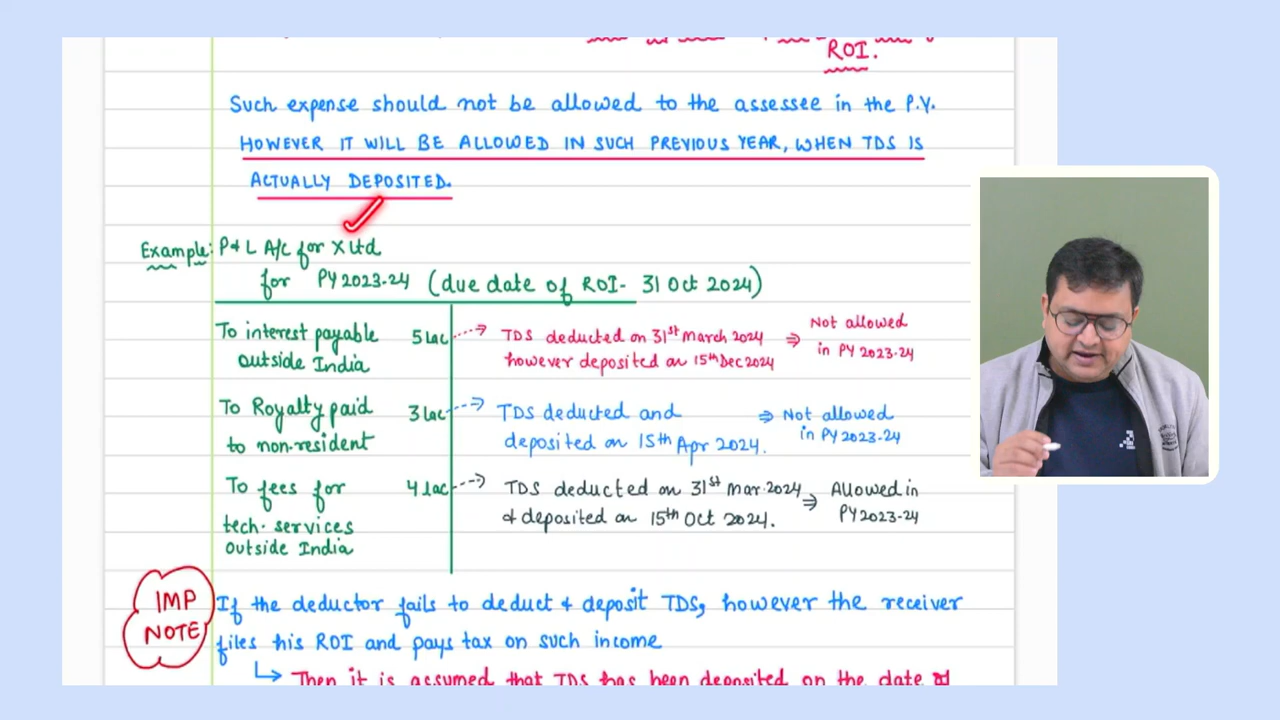 ROI.
Such expense should not be allowed to the assessee in the P.Y.
HOWEVER IT WILL BE ALLOWED IN SUCH PREVIOUS YEAR, WHEN TDS IS
ACTUALLY DEPOSITED.
Example: P & L A/C for X Ltd
for PY 2023-24 (due date of ROI- 31 Oct 2024)
To interest payable 5 lac TDS deducted on 31st March 2024 ⇒ Not allowed
outside India however deposited on 15th Dec 2024 in PY 2023-24
To Royalty paid 3 lac TDS deducted and ⇒ Not allowed
to non-resident deposited on 15th Apr 2024. in PY 2023-24
To fees for 4 lac TDS deducted on 31st Mar. 2024 ⇒ Allowed in
tech. services & deposited on 15th Oct 2024. PY 2023-24
outside India
IMP
NOTE
If the deductor fails to deduct & deposit TDS, however the receiver
files his ROI and pays tax on such income
Then it is assumed that TDS has been deposited on the date of